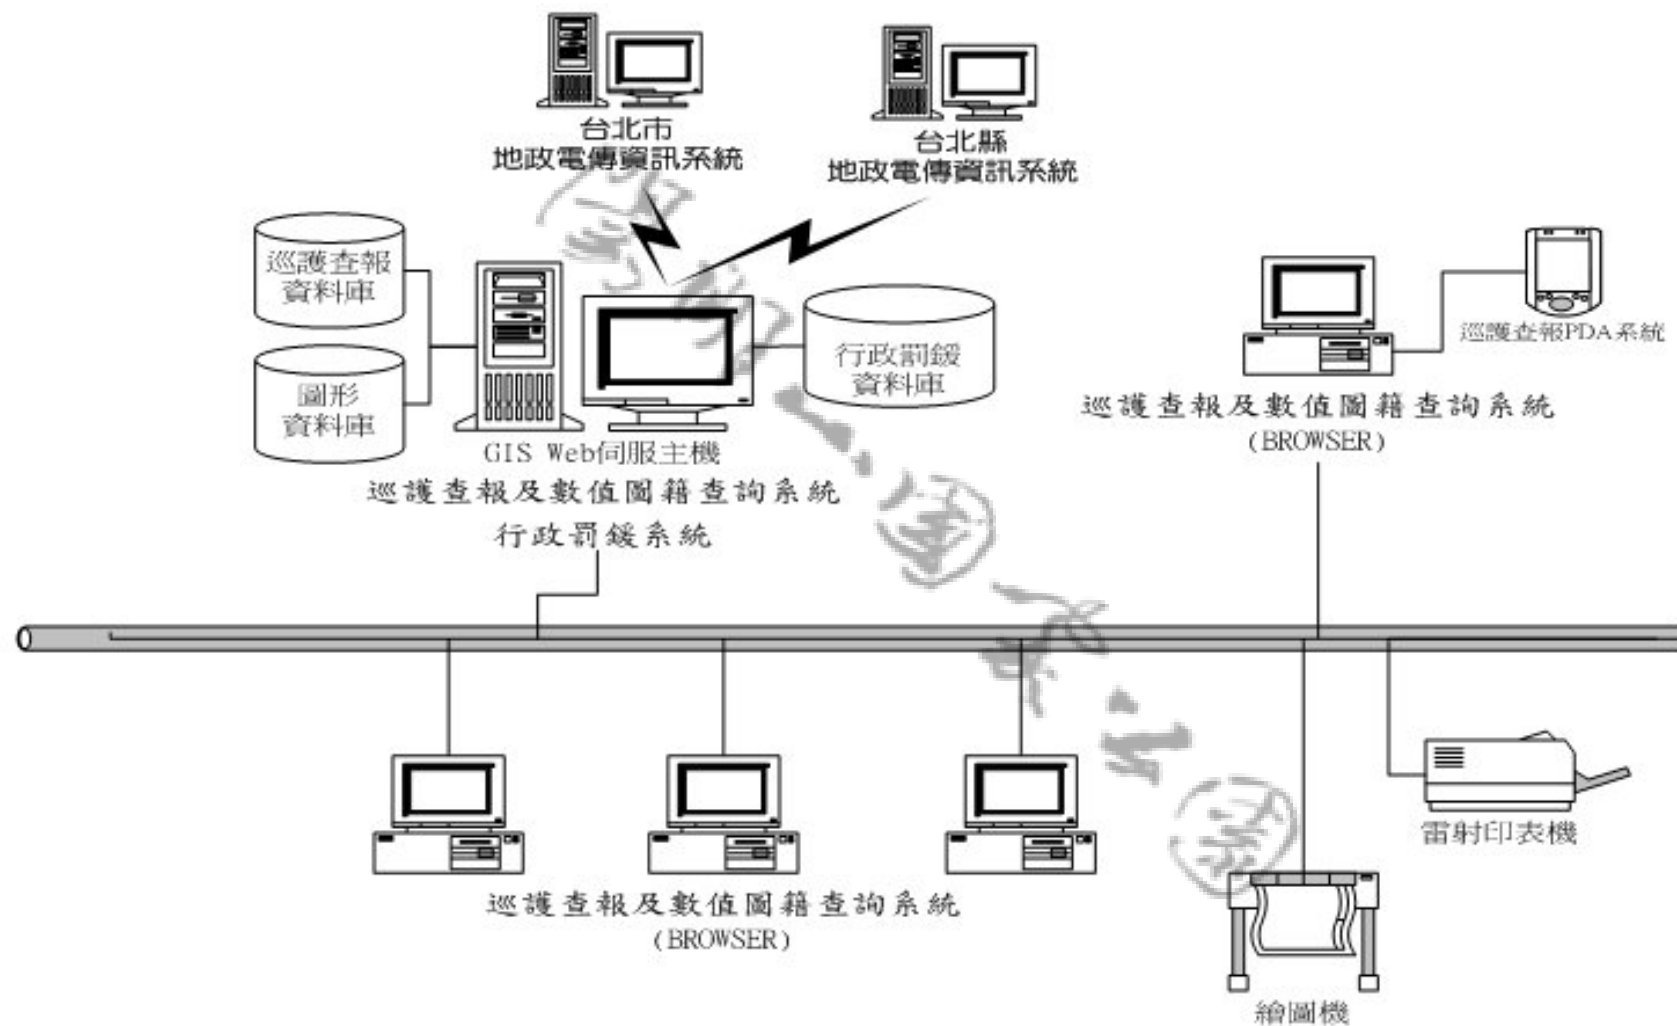 台北市
地政電傳資訊系統
台北縣
地政電傳資訊系統
巡護查報
資料庫
圖形
資料庫
行政罰鍰
資料庫
GIS Web伺服主機
巡護查報及數值圖籍查詢系統
行政罰鍰系統
巡護查報PDA系統
巡護查報及數值圖籍查詢系統
(BROWSER)
巡護查報及數值圖籍查詢系統
(BROWSER)
雷射印表機
繪圖機